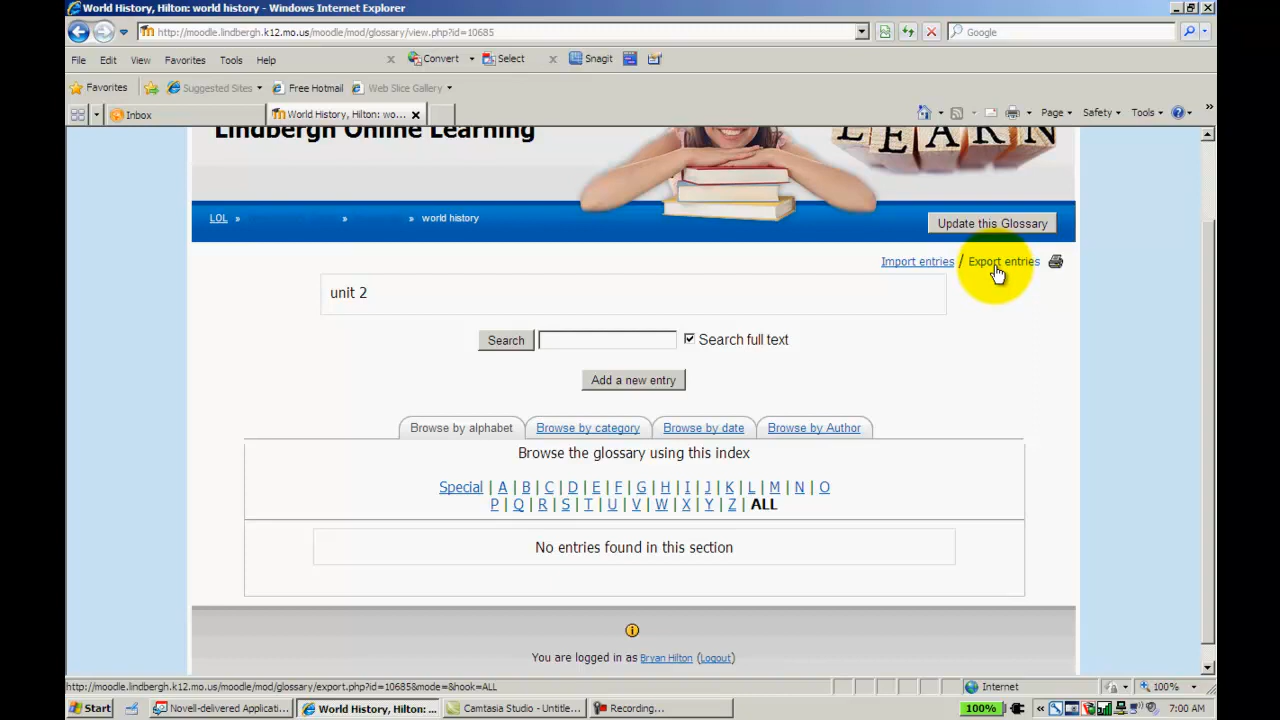 World History, Hilton: world history - Windows Internet Explorer
http://moodle.lindbergh.k12.mo.us/moodle/mod/glossary/view.php?id=10685
Google
File Edit View Favorites Tools Help
x Convert Select x Snagit
Favorites Suggested Sites Free Hotmail Web Slice Gallery
Inbox World History, Hilton: wo... x Page Safety Tools »
Lindbergh Online Learning
LEARN
LOL » » » world history
Update this Glossary
Import entries / Export entries
unit 2
Search Search full text
Add a new entry
Browse by alphabet Browse by category Browse by date Browse by Author
Browse the glossary using this index
Special | A | B | C | D | E | F | G | H | I | J | K | L | M | N | O
P | Q | R | S | T | U | V | W | X | Y | Z | ALL
No entries found in this section
You are logged in as Bryan Hilton (Logout)
http://moodle.lindbergh.k12.mo.us/moodle/mod/glossary/export.php?id=10685&mode=&hook=ALL Internet 100%
Start Novell-delivered Applicati... World History, Hilton: ... Camtasia Studio - Untitle... Recording... 100% « 7:00 AM